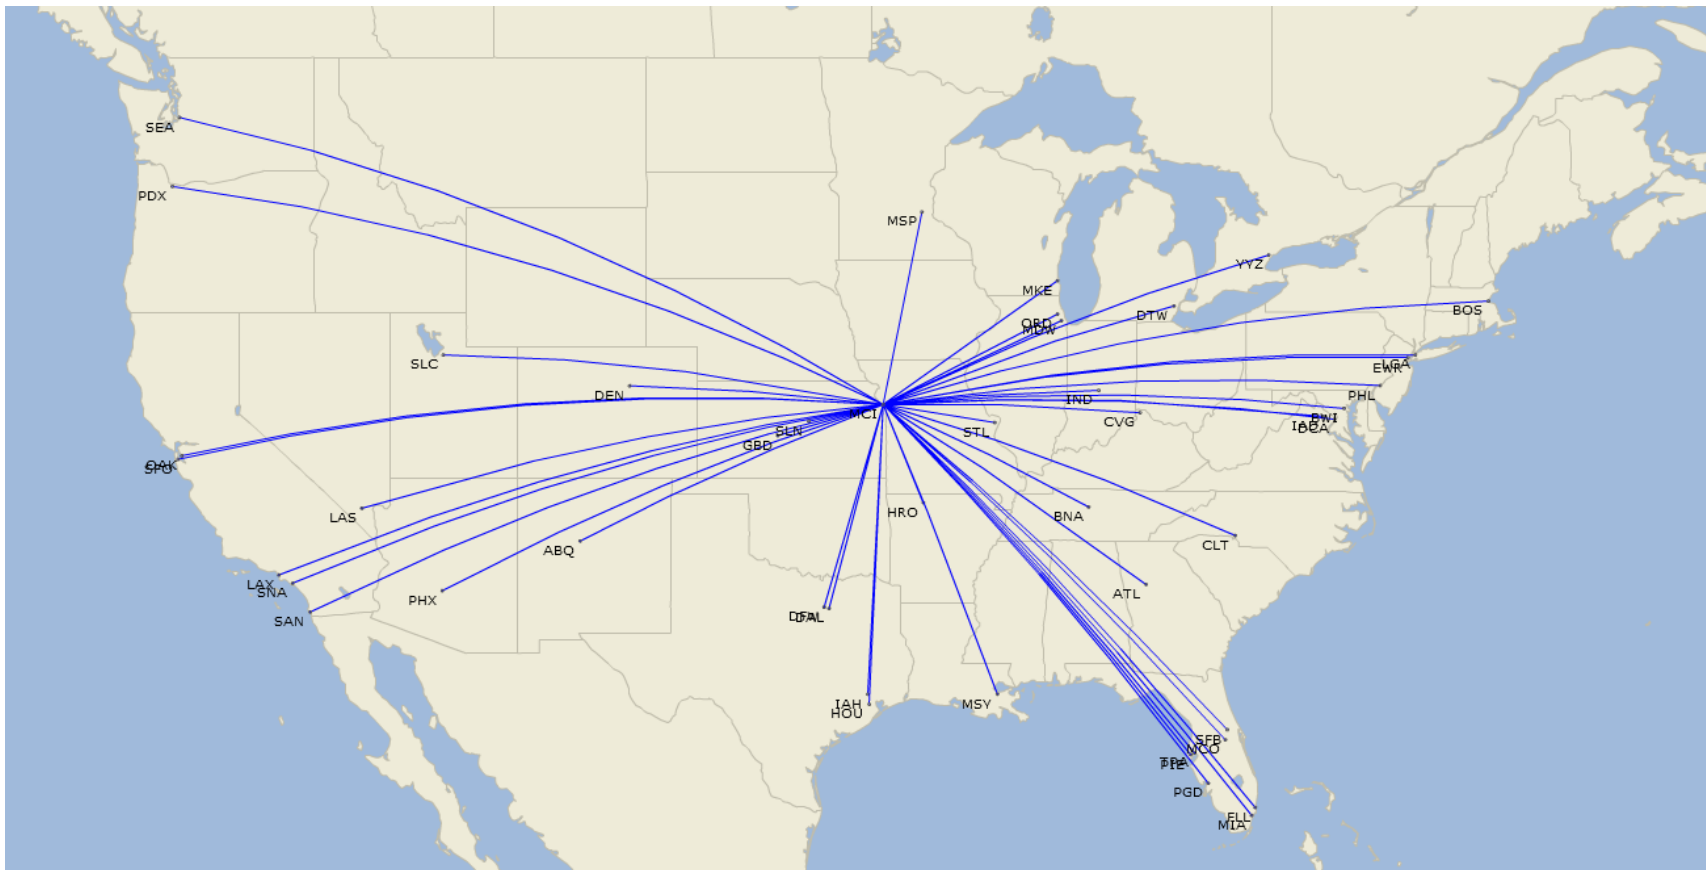 SEA
PDX
MSP
YYZ
MKE
BOS
DTW
ORD
MDW
SLC
LGA
EWR
DEN
PHL
IND
MCI
BWI
CVG
IAD
DCA
SLN
STL
GBD
OAK
SFO
HRO
LAS
BNA
CLT
ABQ
LAX
SNA
ATL
PHX
DFW
DAL
SAN
IAH
MSY
HOU
SFB
MCO
TPA
PIE
PGD
FLL
MIA